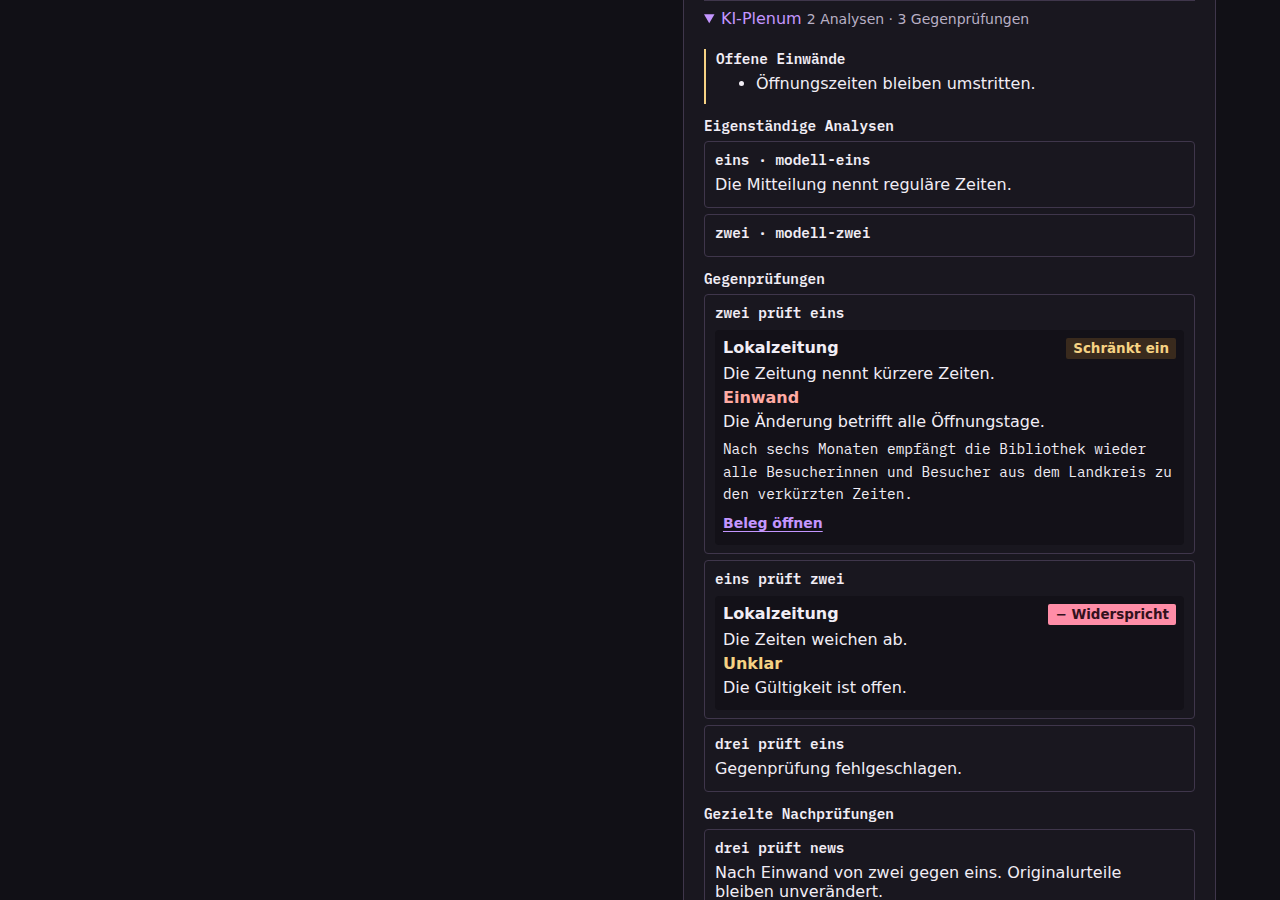 ▼ KI-Plenum 2 Analysen · 3 Gegenprüfungen
Offene Einwände
• Öffnungszeiten bleiben umstritten.
Eigenständige Analysen
eins · modell-eins
Die Mitteilung nennt reguläre Zeiten.
zwei · modell-zwei
Gegenprüfungen
zwei prüft eins
Lokalzeitung Schränkt ein
Die Zeitung nennt kürzere Zeiten.
Einwand
Die Änderung betrifft alle Öffnungstage.
Nach sechs Monaten empfängt die Bibliothek wieder
alle Besucherinnen und Besucher aus dem Landkreis zu
den verkürzten Zeiten.
Beleg öffnen
eins prüft zwei
Lokalzeitung − Widerspricht
Die Zeiten weichen ab.
Unklar
Die Gültigkeit ist offen.
drei prüft eins
Gegenprüfung fehlgeschlagen.
Gezielte Nachprüfungen
drei prüft news
Nach Einwand von zwei gegen eins. Originalurteile
bleiben unverändert.